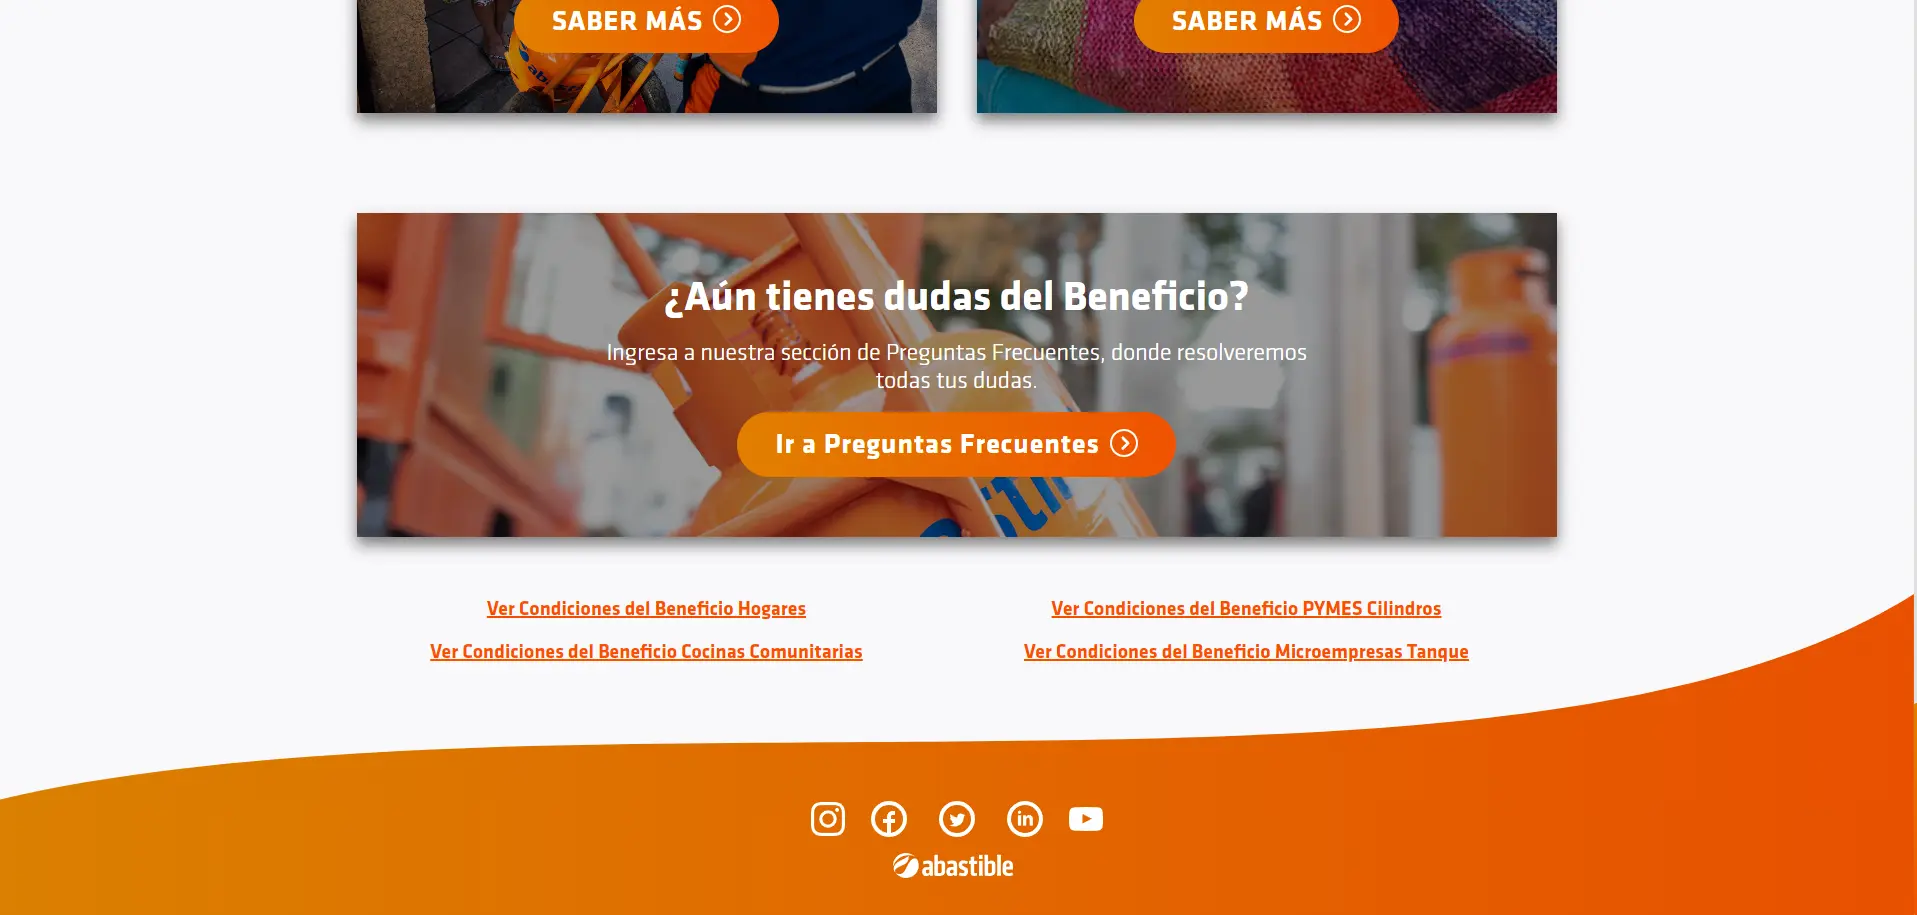 SABER MÁS
SABER MÁS
¿Aún tienes dudas del Beneficio?
Ingresa a nuestra sección de Preguntas Frecuentes, donde resolveremos
todas tus dudas.
Ir a Preguntas Frecuentes
Ver Condiciones del Beneficio Hogares
Ver Condiciones del Beneficio PYMES Cilindros
Ver Condiciones del Beneficio Cocinas Comunitarias
Ver Condiciones del Beneficio Microempresas Tanque
abastible